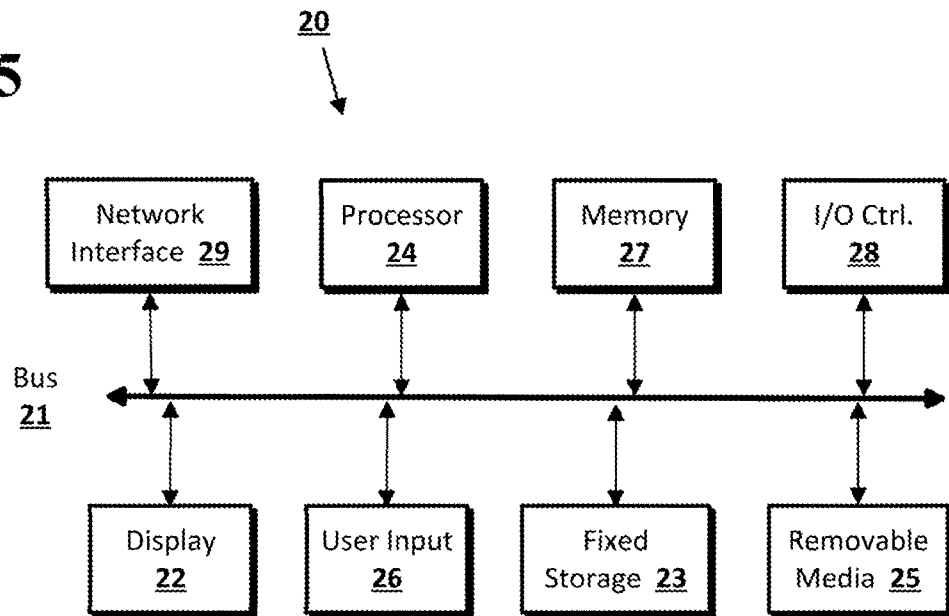 20
5
Network
Interface 29
Processor
24
Memory
27
I/O Ctrl.
28
Bus
21
Display
22
User Input
26
Fixed
Storage 23
Removable
Media 25